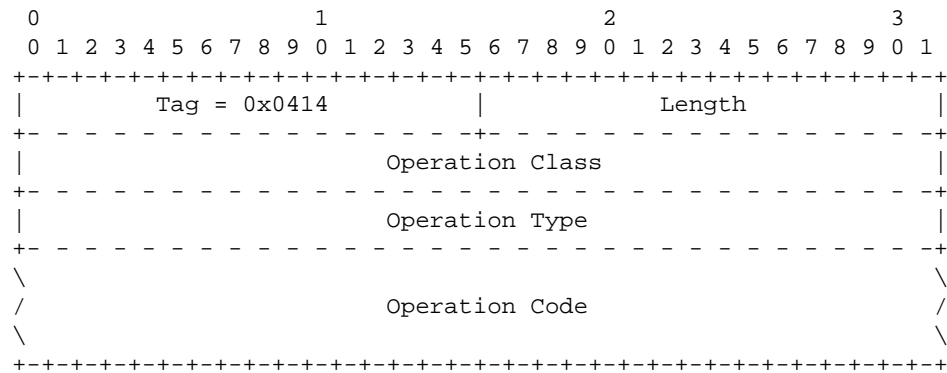 0                   1                   2                   3
 0 1 2 3 4 5 6 7 8 9 0 1 2 3 4 5 6 7 8 9 0 1 2 3 4 5 6 7 8 9 0 1
+-+-+-+-+-+-+-+-+-+-+-+-+-+-+-+-+-+-+-+-+-+-+-+-+-+-+-+-+-+-+-+-+
|         Tag = 0x0414          |            Length             |
+- - - - - - - - - - - - - - - -+- - - - - - - - - - - - - - - -+
|                         Operation Class                       |
+- - - - - - - - - - - - - - - - - - - - - - - - - - - - - - - -+
|                         Operation Type                        |
+- - - - - - - - - - - - - - - - - - - - - - - - - - - - - - - -+
\                                                               \
/                         Operation Code                        /
\                                                               \
+-+-+-+-+-+-+-+-+-+-+-+-+-+-+-+-+-+-+-+-+-+-+-+-+-+-+-+-+-+-+-+-+